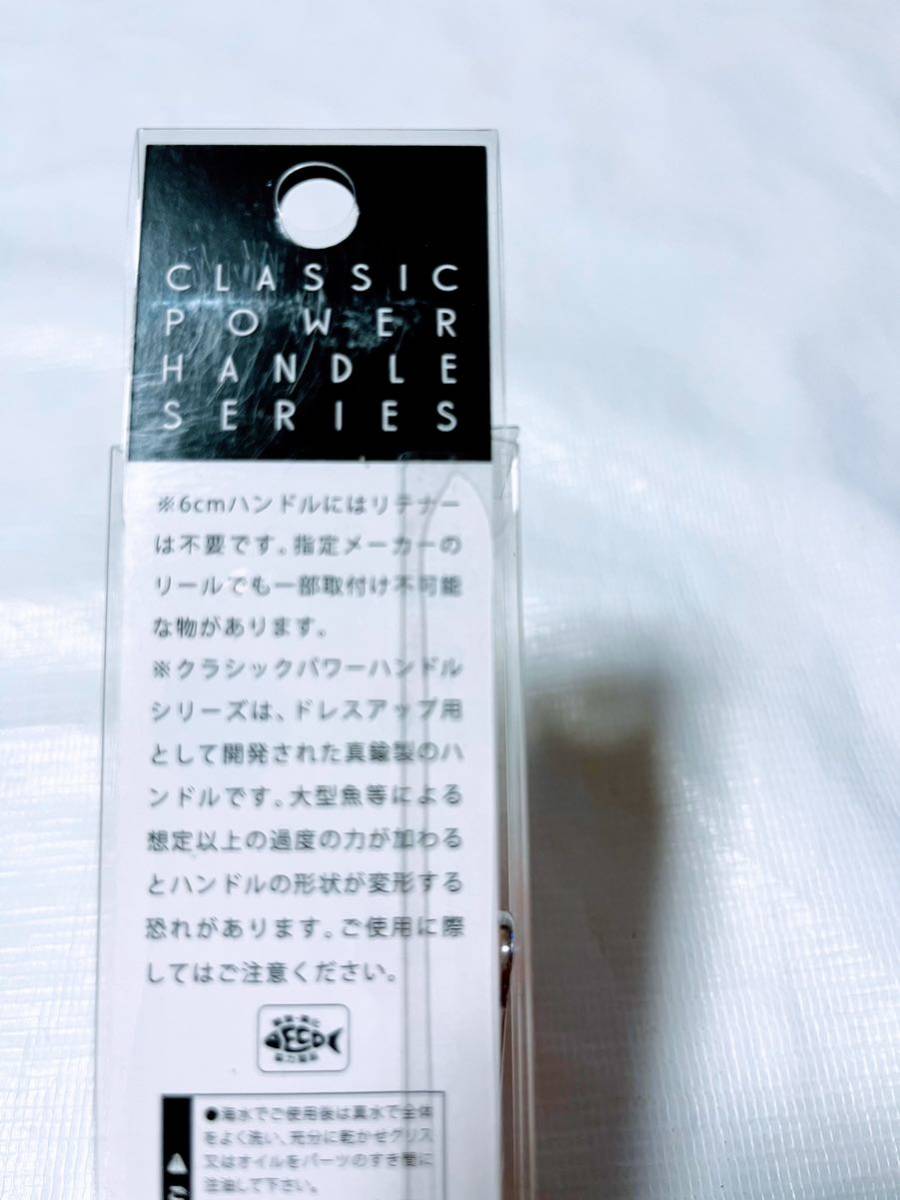 CLASSIC
POWER
HANDLE
SERIES
※6cmハンドルにはリテナー
は不要です。指定メーカーの
リールでも一部取付け不可能
な物があります。
※クラシックパワーハンドル
シリーズは、ドレスアップ用
として開発された真鍮製のハ
ンドルです。大型魚等による
想定以上の過度の力が加わる
とハンドルの形状が変形する
恐れがあります。ご使用に際
してはご注意ください。
ECO
●海水でご使用後は真水で全体
をよく洗い、充分に乾かせグリス
又はオイルをパーツのすき間に
注油して下さい。